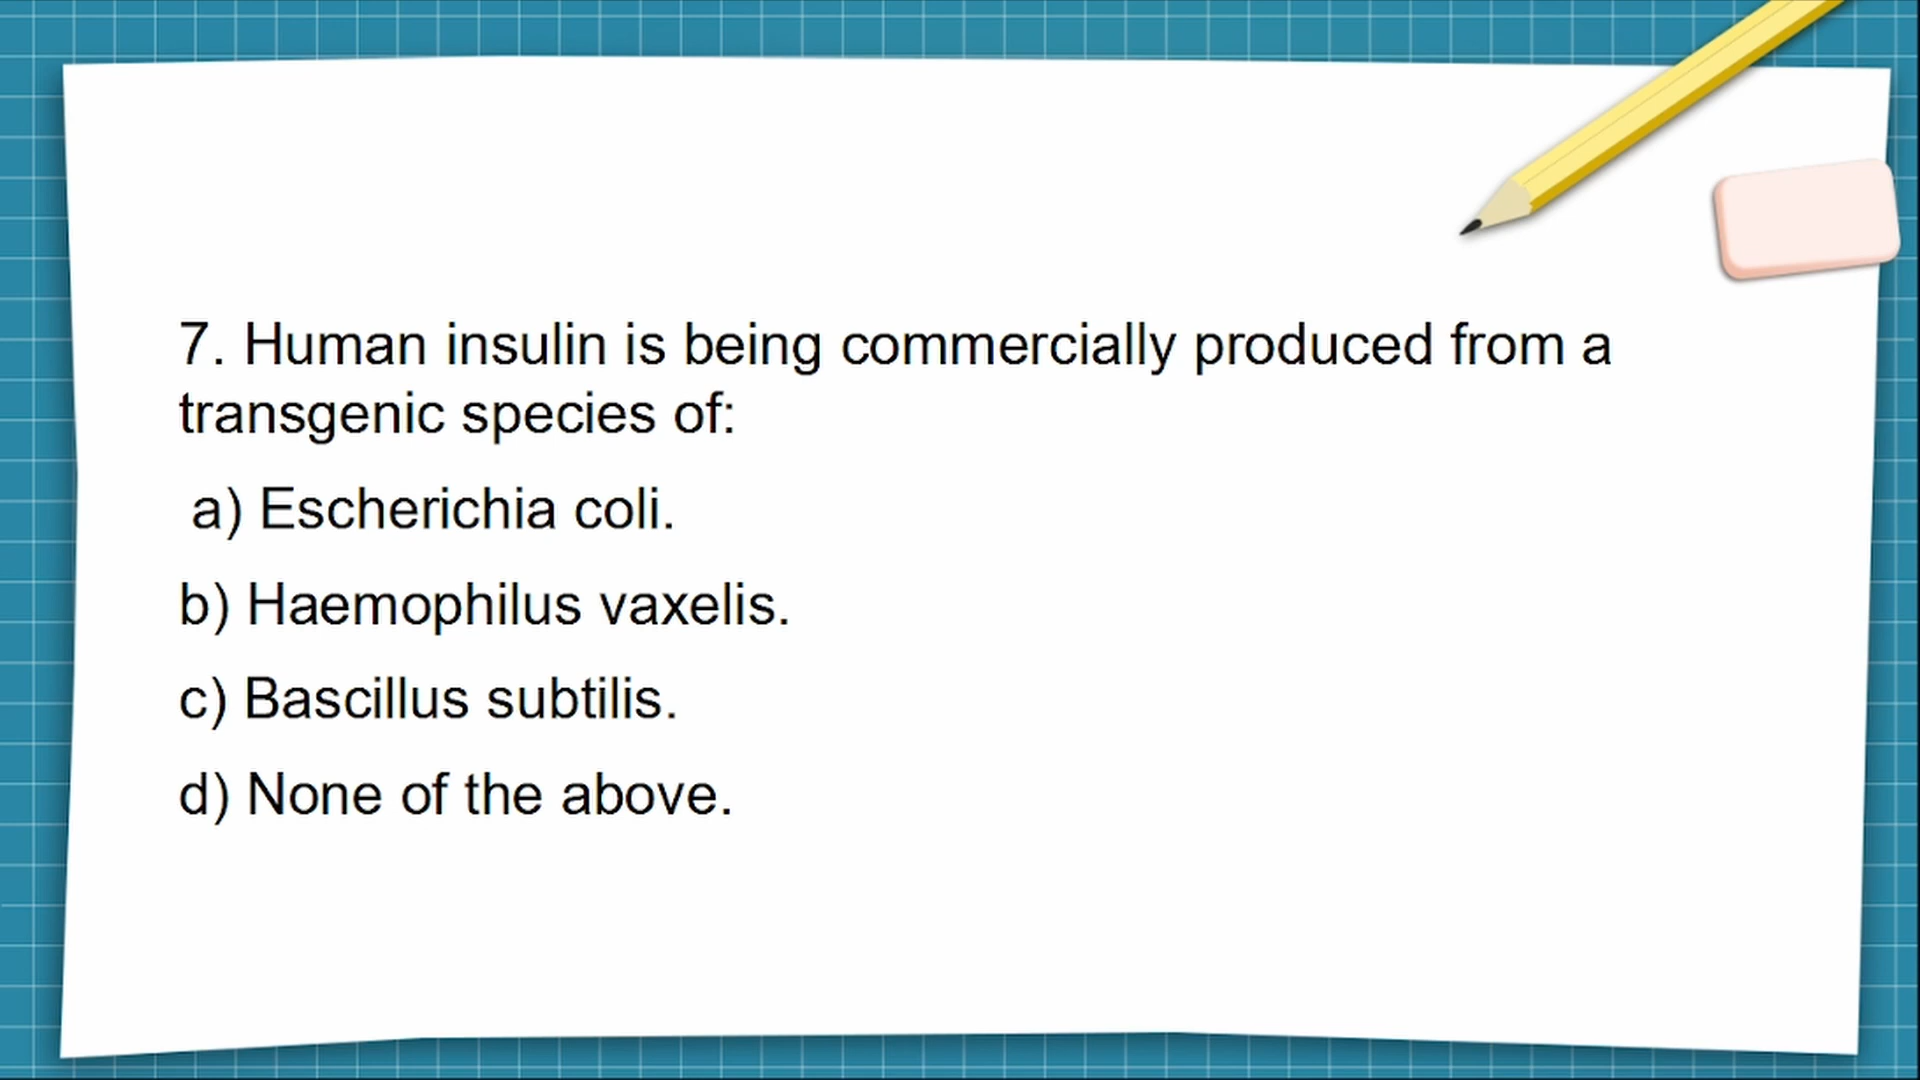 7. Human insulin is being commercially produced from a
transgenic species of:
a) Escherichia coli.
b) Haemophilus vaxelis.
c) Bascillus subtilis.
d) None of the above.